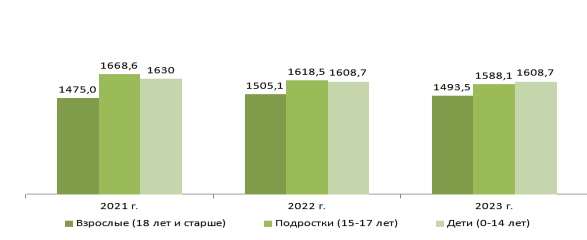 1668,6
1630
1475,0
1618,5
1608,7
1505,1
1588,1
1608,7
1493,5
2021 г.
2022 г.
2023 г.
Взрослые (18 лет и старше)
Подростки (15-17 лет)
Дети (0-14 лет)